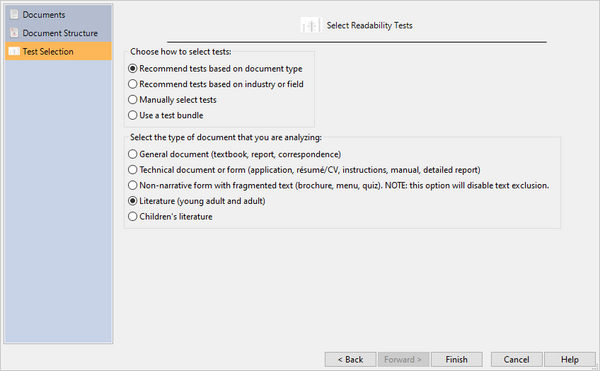 Documents
Document Structure
Test Selection
Select Readability Tests
Choose how to select tests:
Recommend tests based on document type
Recommend tests based on industry or field
Manually select tests
Use a test bundle
Select the type of document that you are analyzing:
General document (textbook, report, correspondence)
Technical document or form (application, résumé/CV, instructions, manual, detailed report)
Non-narrative form with fragmented text (brochure, menu, quiz). NOTE: this option will disable text exclusion.
Literature (young adult and adult)
Children's literature
< Back Forward > Finish Cancel Help